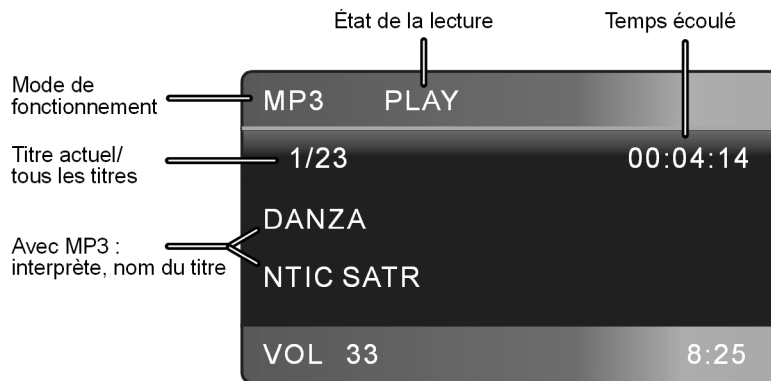 État de la lecture
Temps écoulé
Mode de
fonctionnement
MP3 PLAY
Titre actuel/
tous les titres
1/23 00:04:14
DANZA
Avec MP3 :
interprète, nom du titre
NTIC SATR
VOL 33 8:25